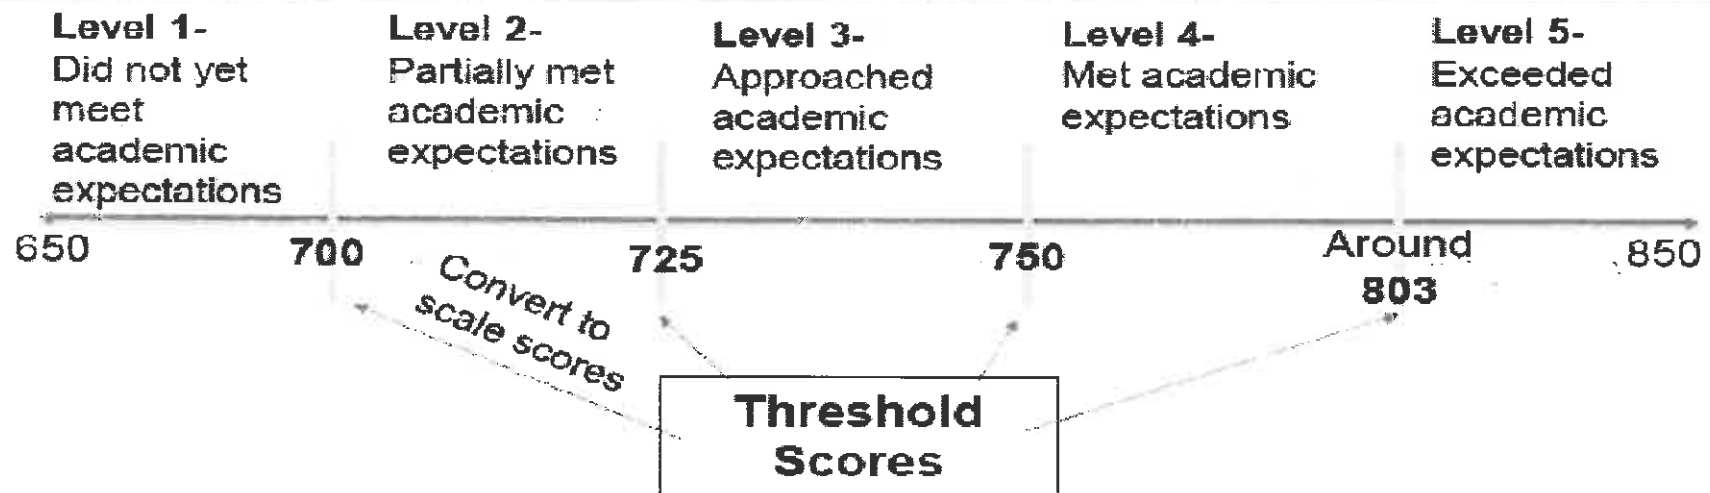 Level 1-
Did not yet
meet
academic
expectations
Level 2-
Partially met
academic
expectations
Level 3-
Approached
academic
expectations
Level 4-
Met academic
expectations
Level 5-
Exceeded
academic
expectations
650
700
725
750
Around
803
850
Convert to
scale scores
Threshold
Scores